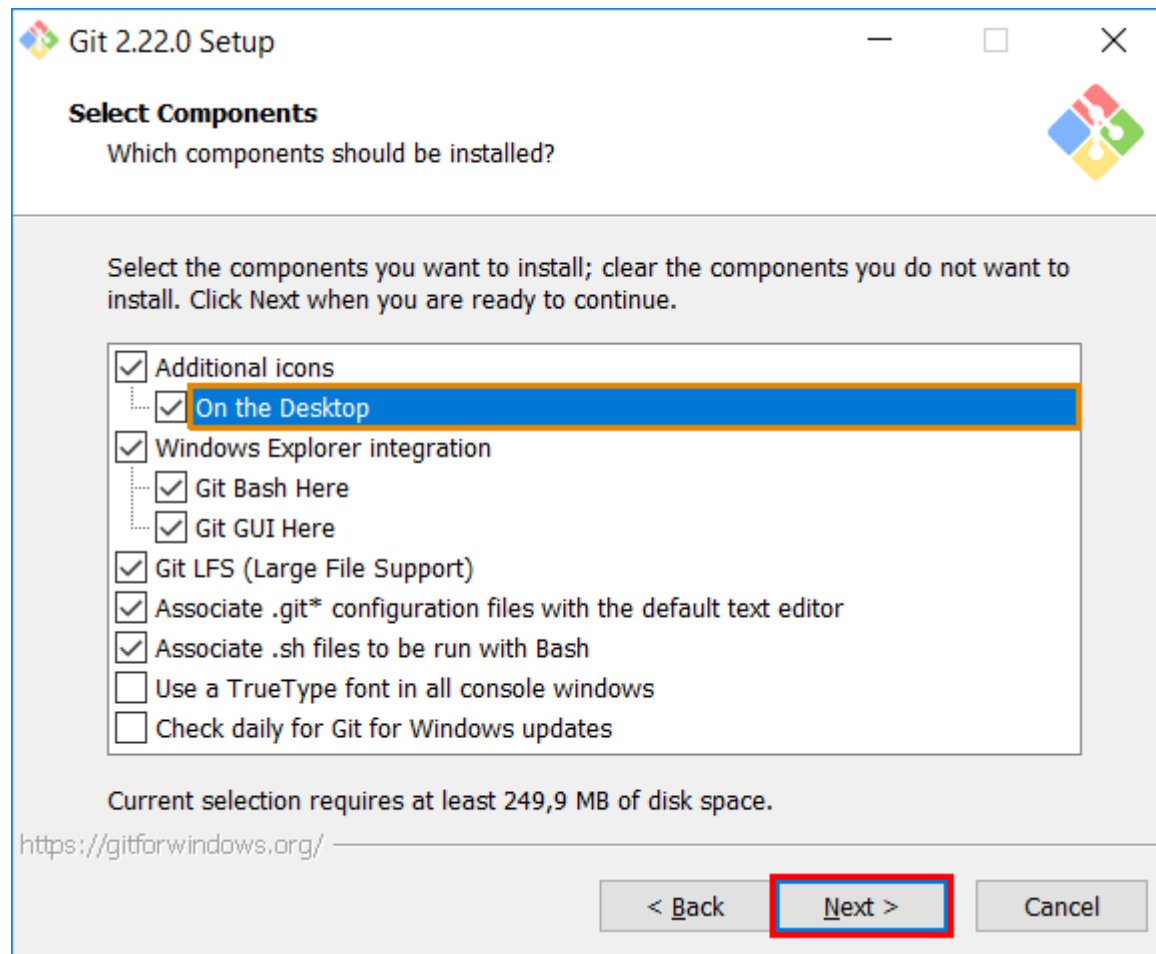 Git 2.22.0 Setup
Select Components
Which components should be installed?
Select the components you want to install; clear the components you do not want to
install. Click Next when you are ready to continue.
Additional icons
On the Desktop
Windows Explorer integration
Git Bash Here
Git GUI Here
Git LFS (Large File Support)
Associate .git* configuration files with the default text editor
Associate .sh files to be run with Bash
Use a TrueType font in all console windows
Check daily for Git for Windows updates
Current selection requires at least 249,9 MB of disk space.
https://gitforwindows.org/
< Back Next > Cancel